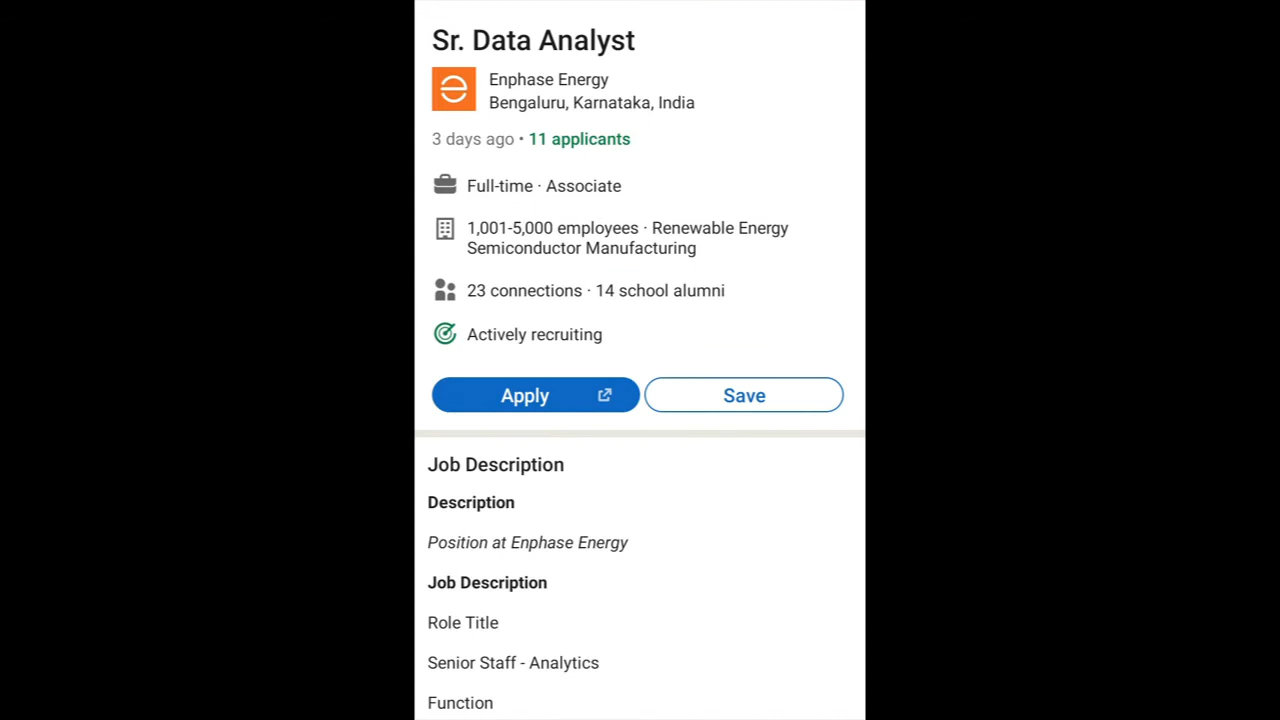 Sr. Data Analyst
Enphase Energy
Bengaluru, Karnataka, India
3 days ago • 11 applicants
Full-time · Associate
1,001-5,000 employees · Renewable Energy
Semiconductor Manufacturing
23 connections · 14 school alumni
Actively recruiting
Apply
Save
Job Description
Description
Position at Enphase Energy
Job Description
Role Title
Senior Staff - Analytics
Function